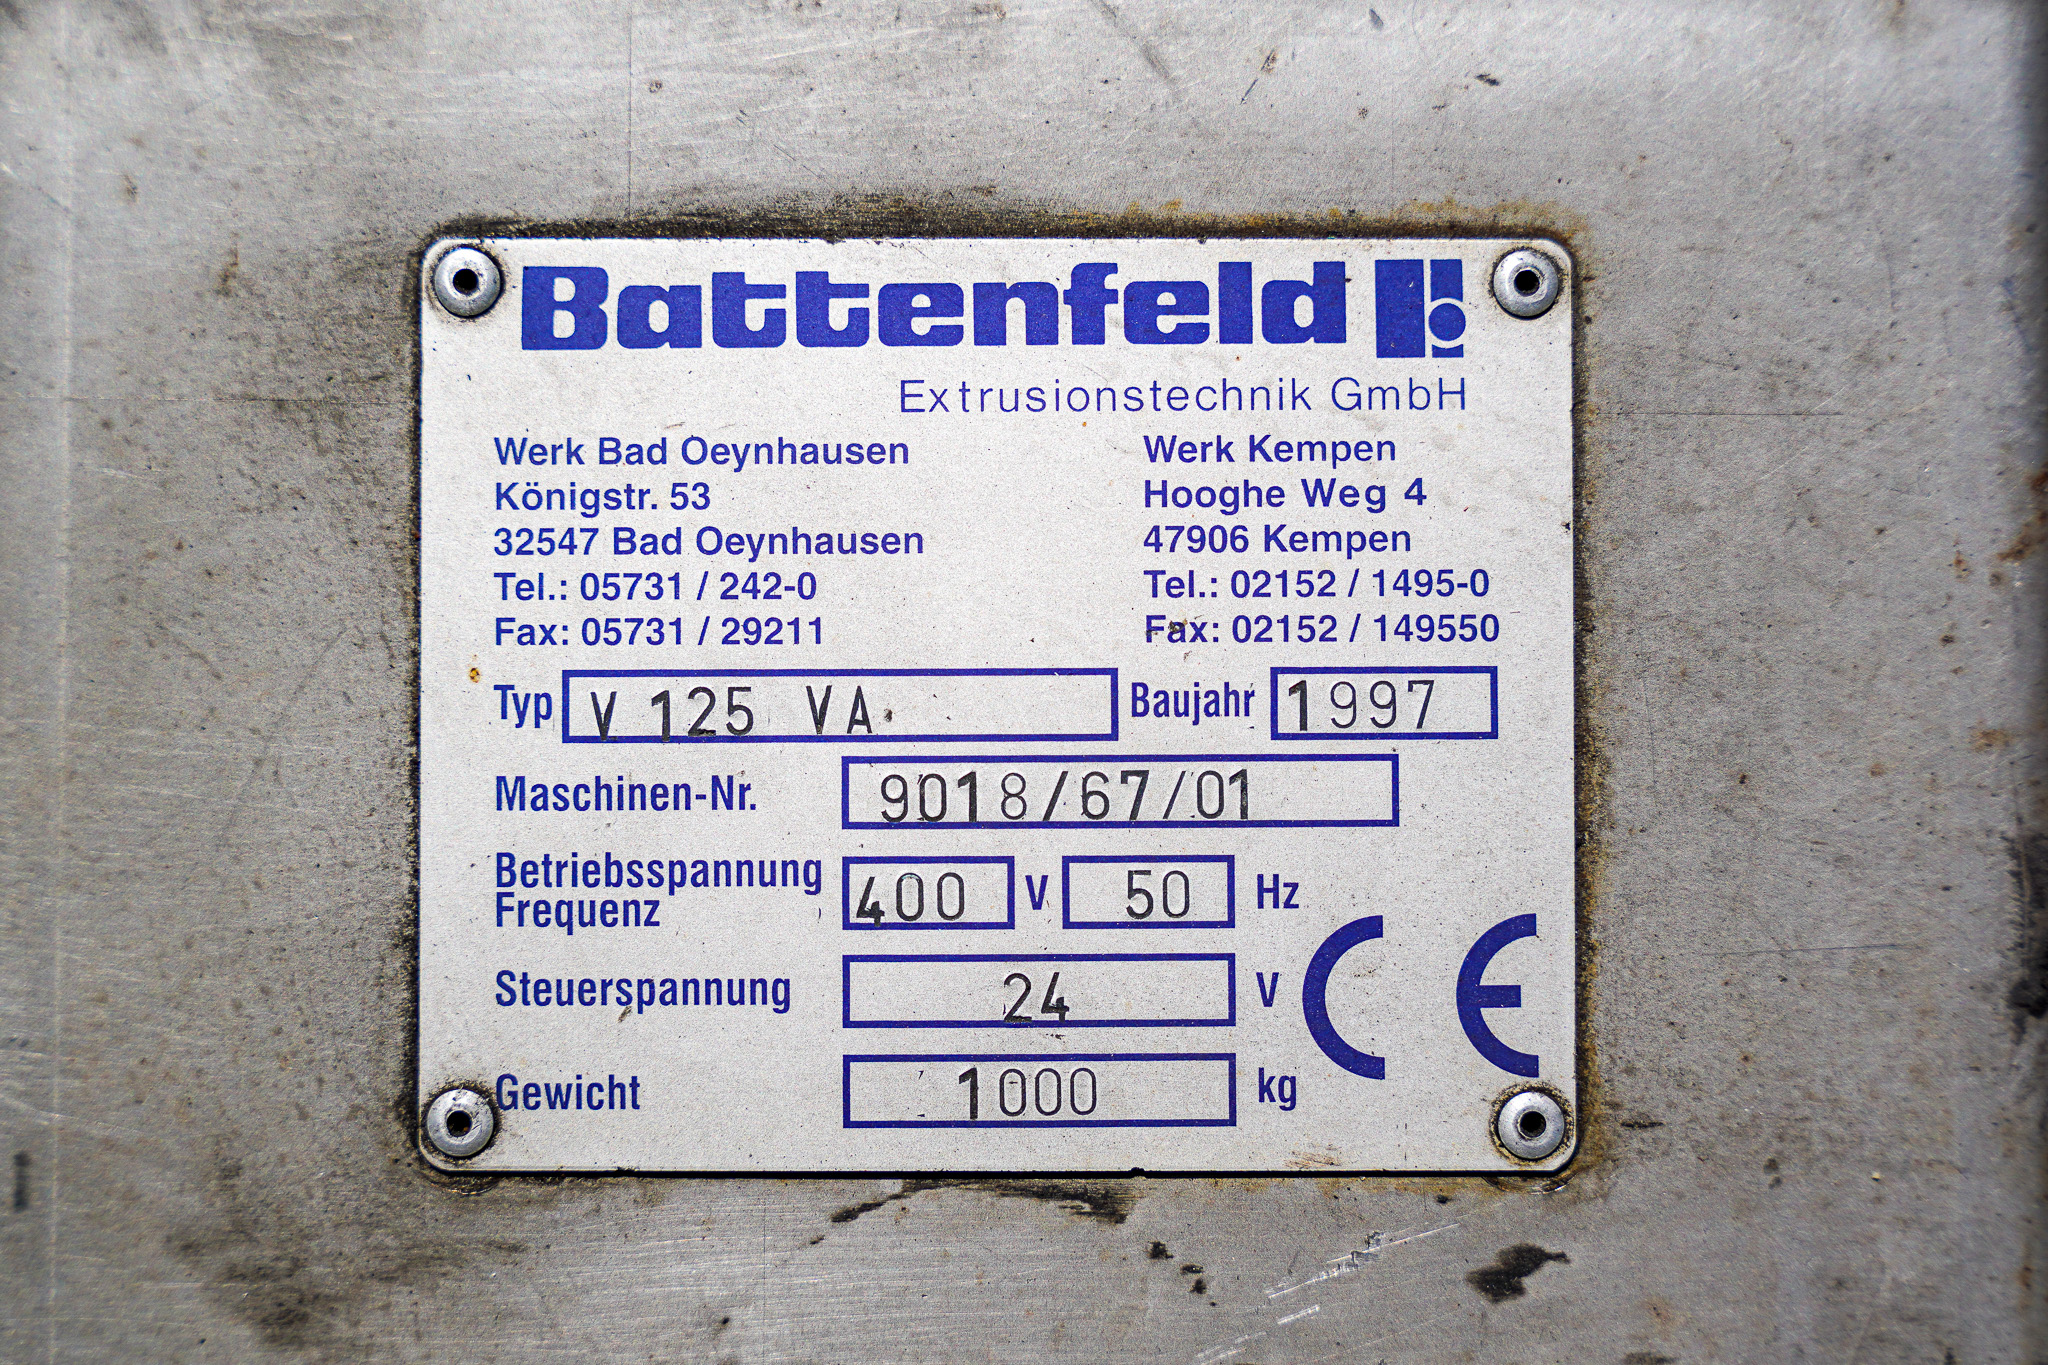 Battenfeld
Extrusionstechnik GmbH
Werk Bad Oeynhausen
Königstr. 53
32547 Bad Oeynhausen
Tel.: 05731 / 242-0
Fax: 05731 / 29211
Werk Kempen
Hooghe Weg 4
47906 Kempen
Tel.: 02152 / 1495-0
Fax: 02152 / 149550
Typ V 125 VA Baujahr 1997
Maschinen-Nr. 9018/67/01
Betriebsspannung
Frequenz 400 V 50 Hz
Steuerspannung 24 V
Gewicht 1000 kg
CE